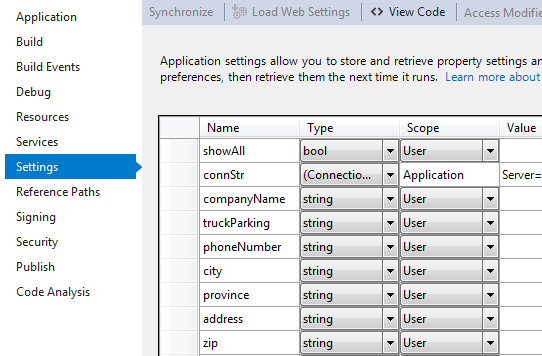 Application
Build
Build Events
Debug
Resources
Services
Settings
Reference Paths
Signing
Security
Publish
Code Analysis
Synchronize Load Web Settings <> View Code Access Modifie
Application settings allow you to store and retrieve property settings an
preferences, then retrieve them the next time it runs. Learn more about
Name Type Scope Value
showAll bool User
connStr (Connectio... Application Server=
companyName string User
truckParking string User
phoneNumber string User
city string User
province string User
address string User
zip string User